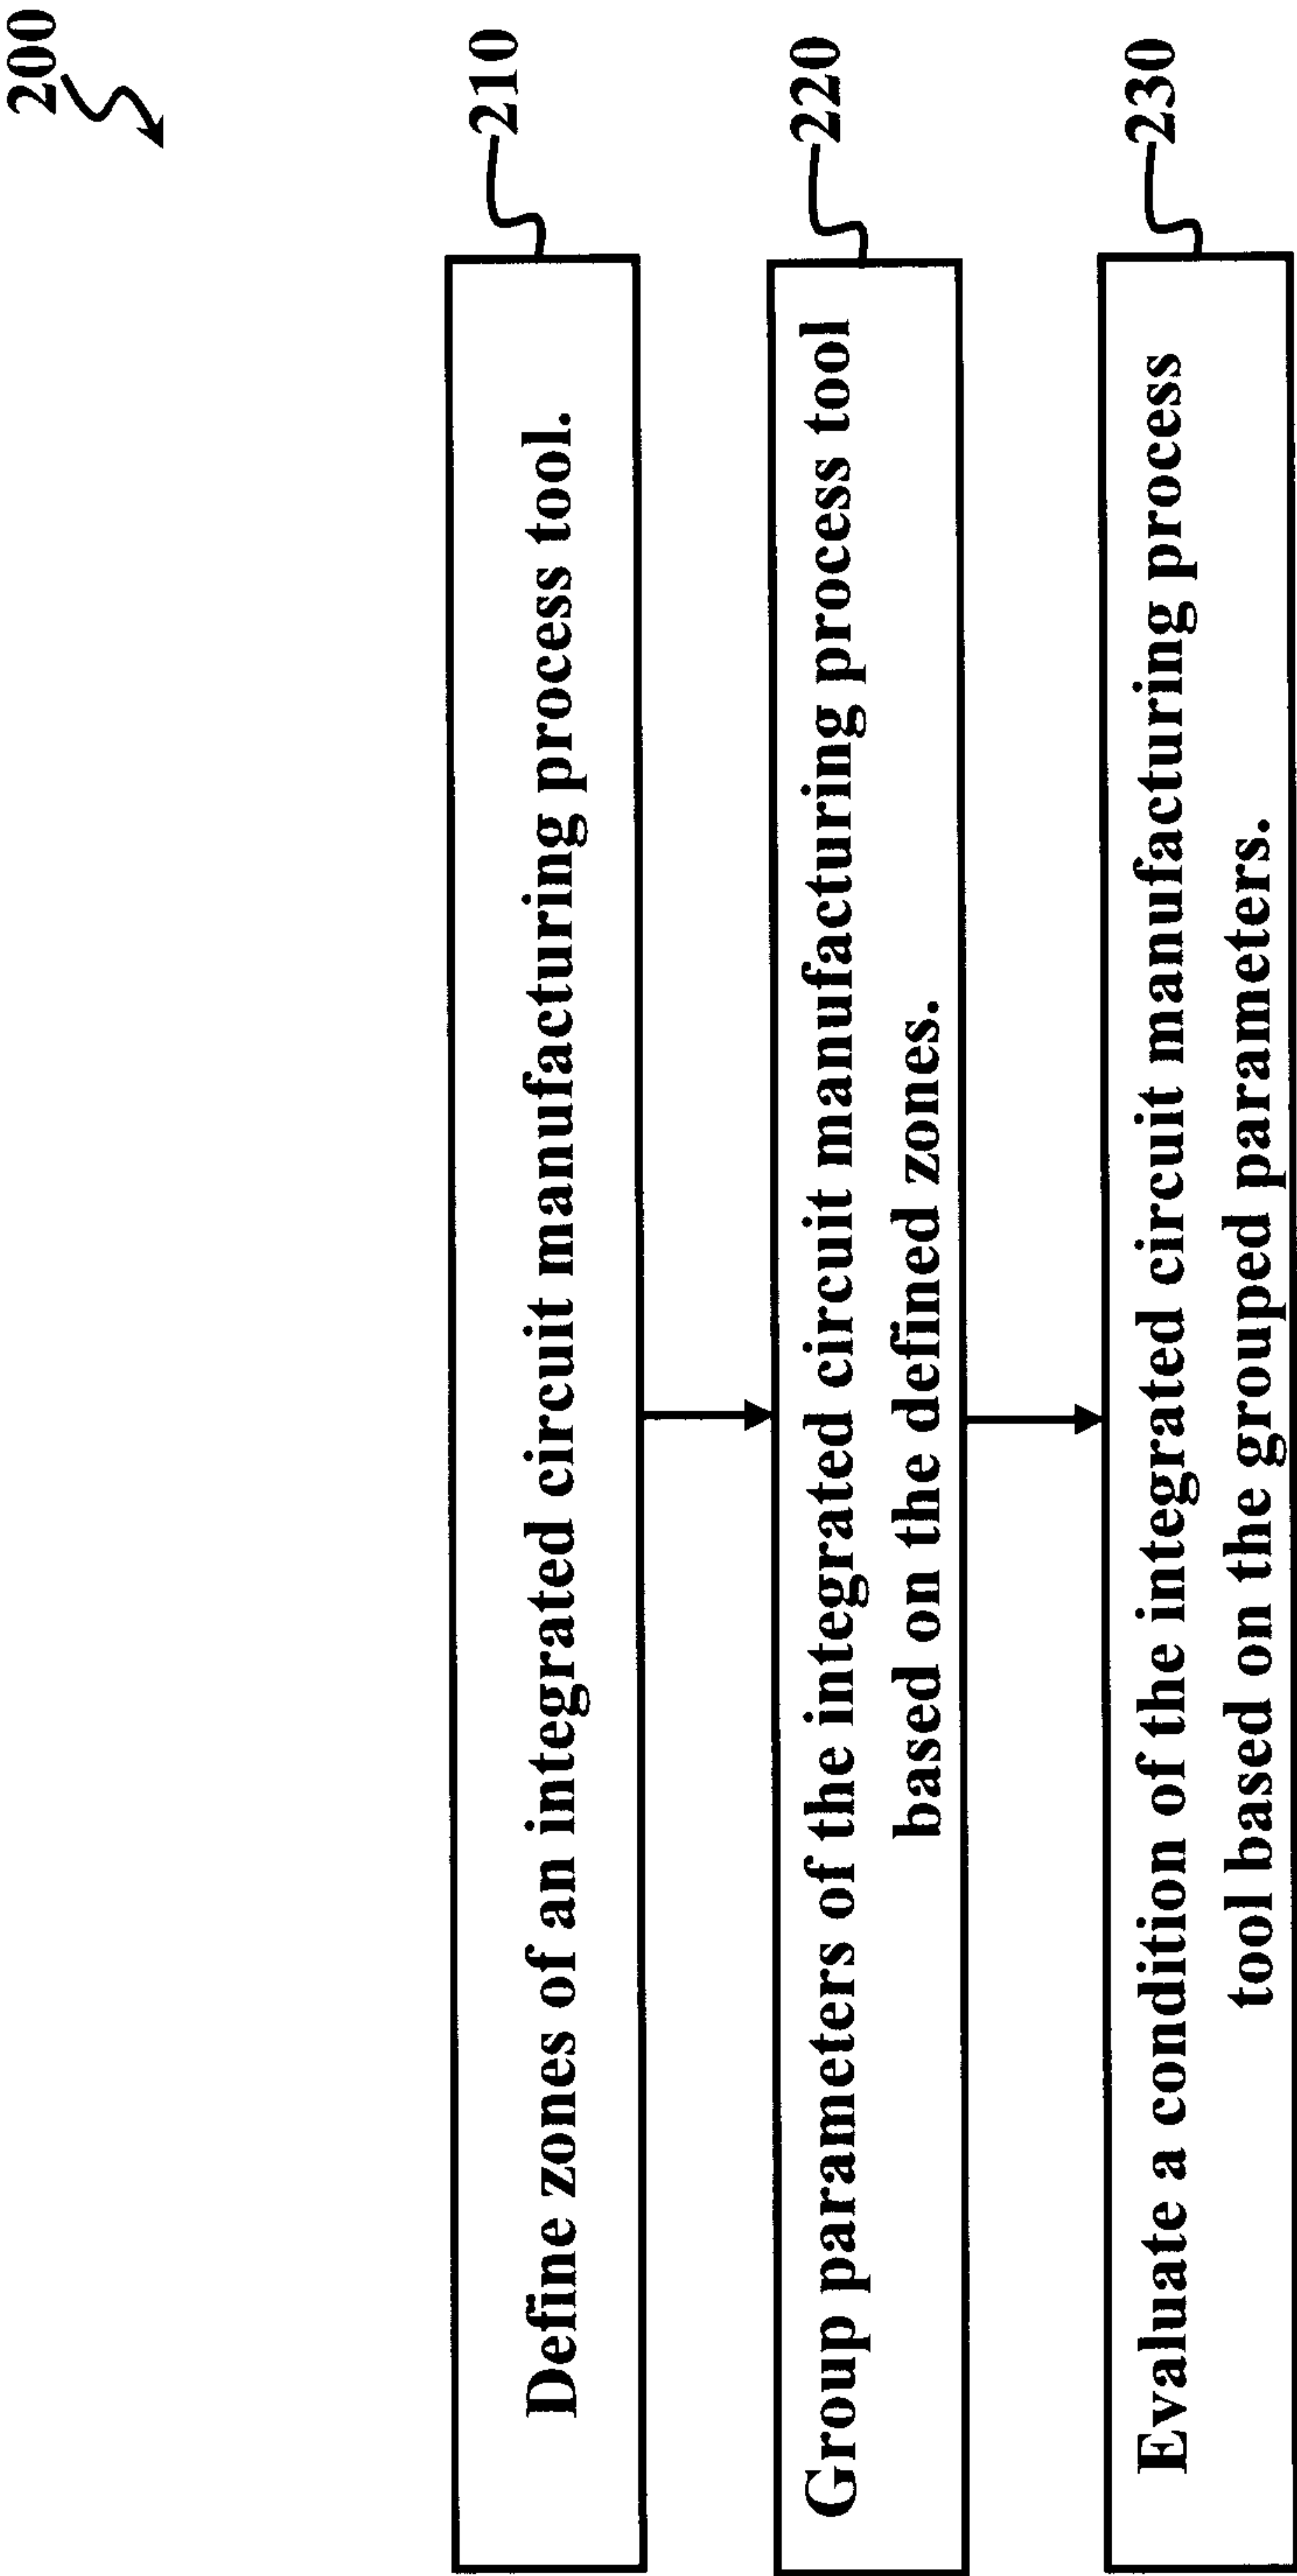 200
210
Define zones of an integrated circuit manufacturing process tool.
220
Group parameters of the integrated circuit manufacturing process tool
based on the defined zones.
230
Evaluate a condition of the integrated circuit manufacturing process
tool based on the grouped parameters.